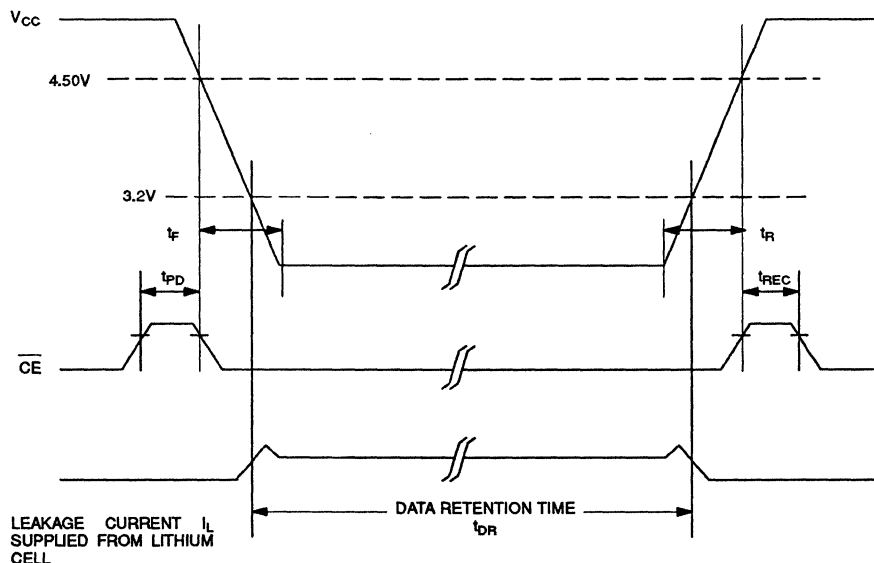 VCC
4.50V
3.2V
tF
tR
tPD
tREC
CE
DATA RETENTION TIME
tDR
LEAKAGE CURRENT IL
SUPPLIED FROM LITHIUM
CELL